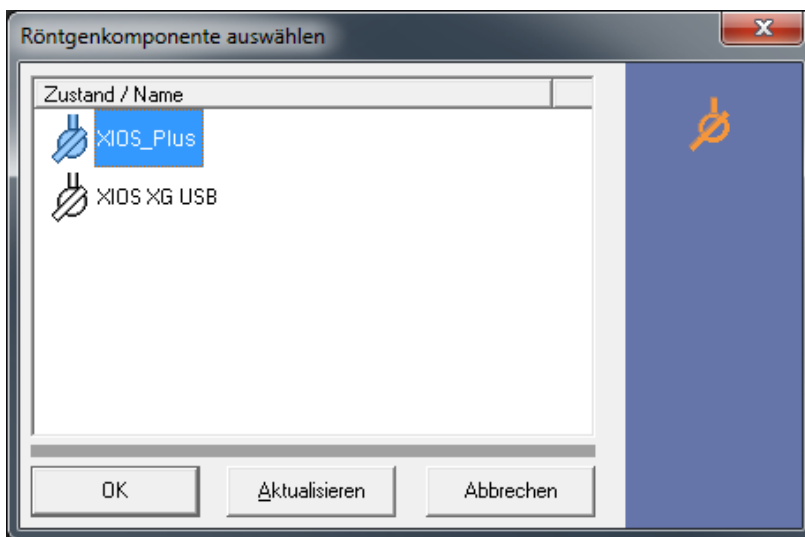 Röntgenkomponente auswählen
Zustand / Name
XIOS_Plus
XIOS XG USB
OK
Aktualisieren
Abbrechen